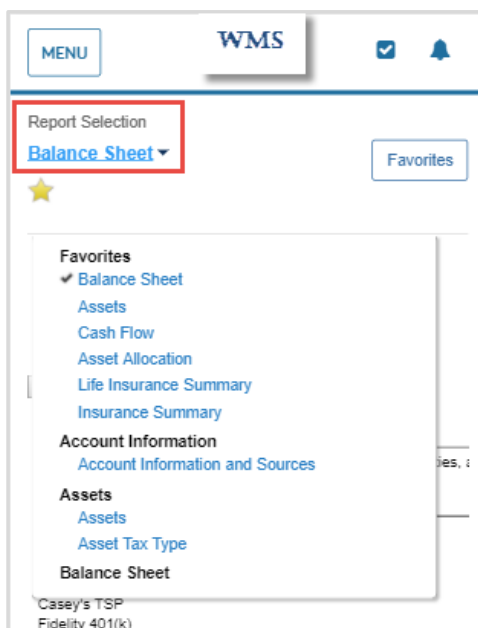 MENU
WMS
Report Selection
Balance Sheet
Favorites
Favorites
Balance Sheet
Assets
Cash Flow
Asset Allocation
Life Insurance Summary
Insurance Summary
Account Information
Account Information and Sources
Assets
Assets
Asset Tax Type
Balance Sheet
Casey's TSP
Fidelity 401(k)